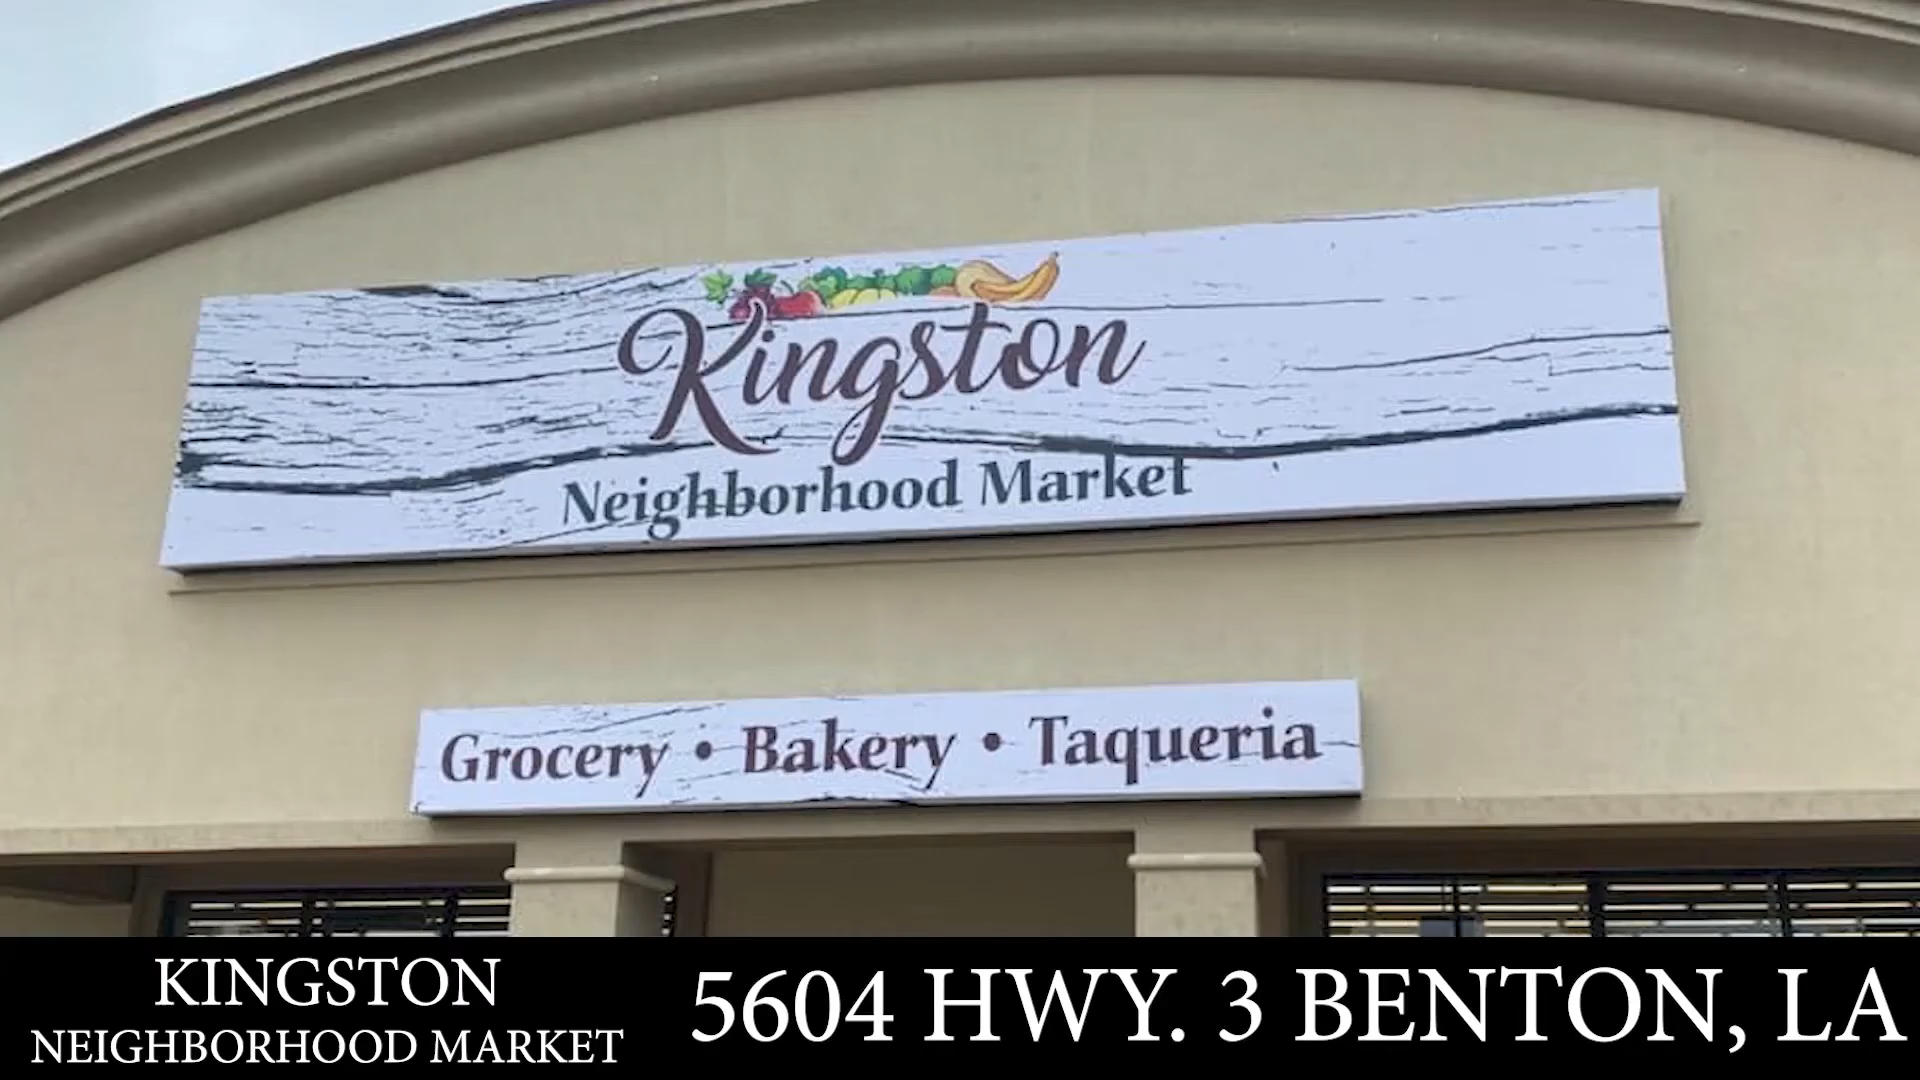 Kingston
Neighborhood Market
Grocery • Bakery • Taqueria
KINGSTON
NEIGHBORHOOD MARKET
5604 HWY. 3 BENTON, LA